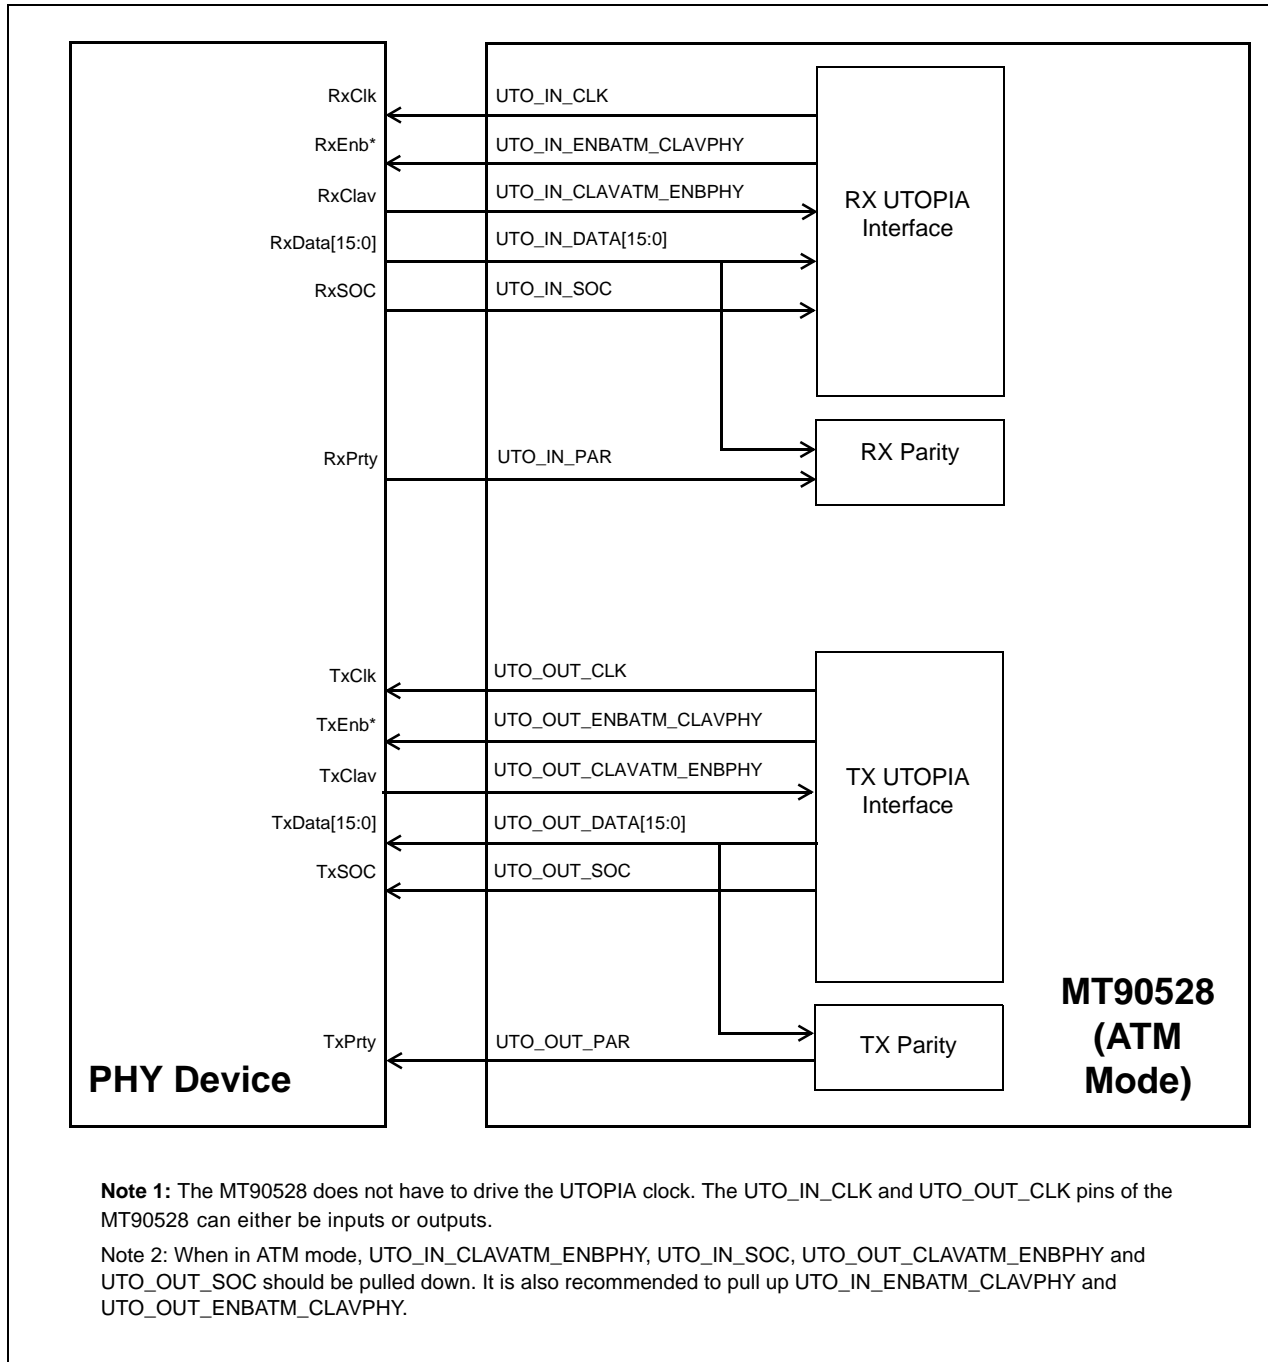 RxClk
UTO_IN_CLK
RxEnb*
UTO_IN_ENBATM_CLAVPHY
RxClav
UTO_IN_CLAVATM_ENBPHY
RxData[15:0]
UTO_IN_DATA[15:0]
RxSOC
UTO_IN_SOC
RX UTOPIA
Interface
RxPrty
UTO_IN_PAR
RX Parity
TxClk
UTO_OUT_CLK
TxEnb*
UTO_OUT_ENBATM_CLAVPHY
TxClav
UTO_OUT_CLAVATM_ENBPHY
TxData[15:0]
UTO_OUT_DATA[15:0]
TxSOC
UTO_OUT_SOC
TX UTOPIA
Interface
TxPrty
UTO_OUT_PAR
TX Parity
PHY Device
MT90528
(ATM
Mode)
Note 1: The MT90528 does not have to drive the UTOPIA clock. The UTO_IN_CLK and UTO_OUT_CLK pins of the
MT90528 can either be inputs or outputs.
Note 2: When in ATM mode, UTO_IN_CLAVATM_ENBPHY, UTO_IN_SOC, UTO_OUT_CLAVATM_ENBPHY and
UTO_OUT_SOC should be pulled down. It is also recommended to pull up UTO_IN_ENBATM_CLAVPHY and
UTO_OUT_ENBATM_CLAVPHY.